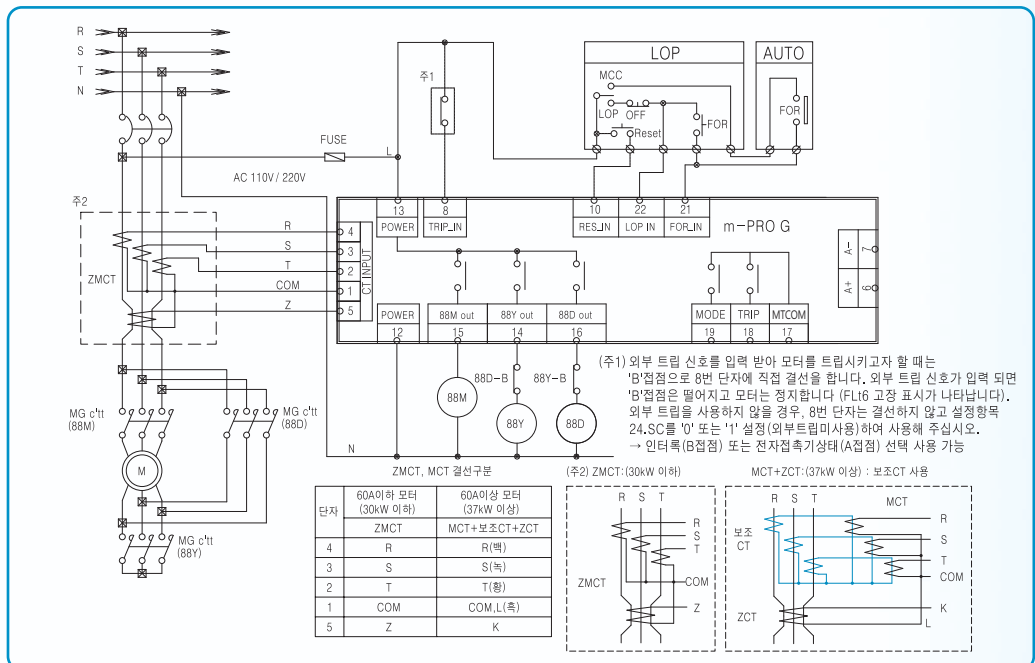 R
S
T
N
주1
LOP
AUTO
MCC
LOP OFF
Reset
FOR
FOR
FUSE
L
AC 110V / 220V
주2
ZMCT
R
S
T
COM
Z
4
3
2
1
5
CT INPUT
13
POWER
8
TRIP_IN
10
RES_IN
22
LOP IN
21
FOR_IN
m-PRO G
A-
7
A+
6
POWER
12
88M out
15
88Y out
14
88D out
16
MODE
19
TRIP
18
MTCOM
17
88M
88D-B
88Y
88Y-B
88D
N
MG c'tt
(88M)
MG c'tt
(88D)
M
MG c'tt
(88Y)
(주1) 외부 트립 신호를 입력 받아 모터를 트립시키고자 할 때는
'B'접점으로 8번 단자에 직접 결선을 합니다. 외부 트립 신호가 입력 되면
'B'접점은 떨어지고 모터는 정지합니다 (FLt6 고장 표시가 나타납니다).
외부 트립을 사용하지 않을 경우, 8번 단자는 결선하지 않고 설정항목
24.SC를 '0' 또는 '1' 설정(외부트립미사용)하여 사용해 주십시오.
→ 인터록(B접점) 또는 전자접촉기상태(A접점) 선택 사용 가능
ZMCT, MCT 결선구분
단자
60A이하 모터
(30kW 이하)
60A이상 모터
(37kW 이상)
ZMCT
MCT+보조CT+ZCT
4 R R(백)
3 S S(녹)
2 T T(황)
1 COM COM,L(흑)
5 Z K
(주2) ZMCT:(30kW 이하)
R S T
R
S
T
COM
ZMCT
Z
MCT+ZCT:(37kW 이상) : 보조CT 사용
R S T
MCT
보조
CT
R
S
T
COM
ZCT
K
L